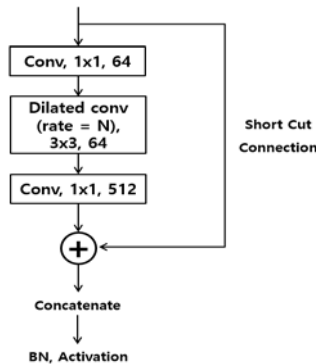 Conv, 1x1, 64
Dilated conv
(rate = N),
3x3, 64
Short Cut
Connection
Conv, 1x1, 512
+
Concatenate
BN, Activation